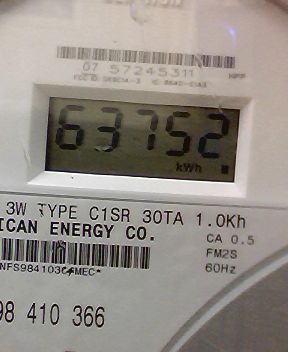 07 57245311
63752
kWh
3W TYPE C1SR 30TA 1.0Kh
ICAN ENERGY CO.
CA 0.5
FM2S
60Hz
98 410 366